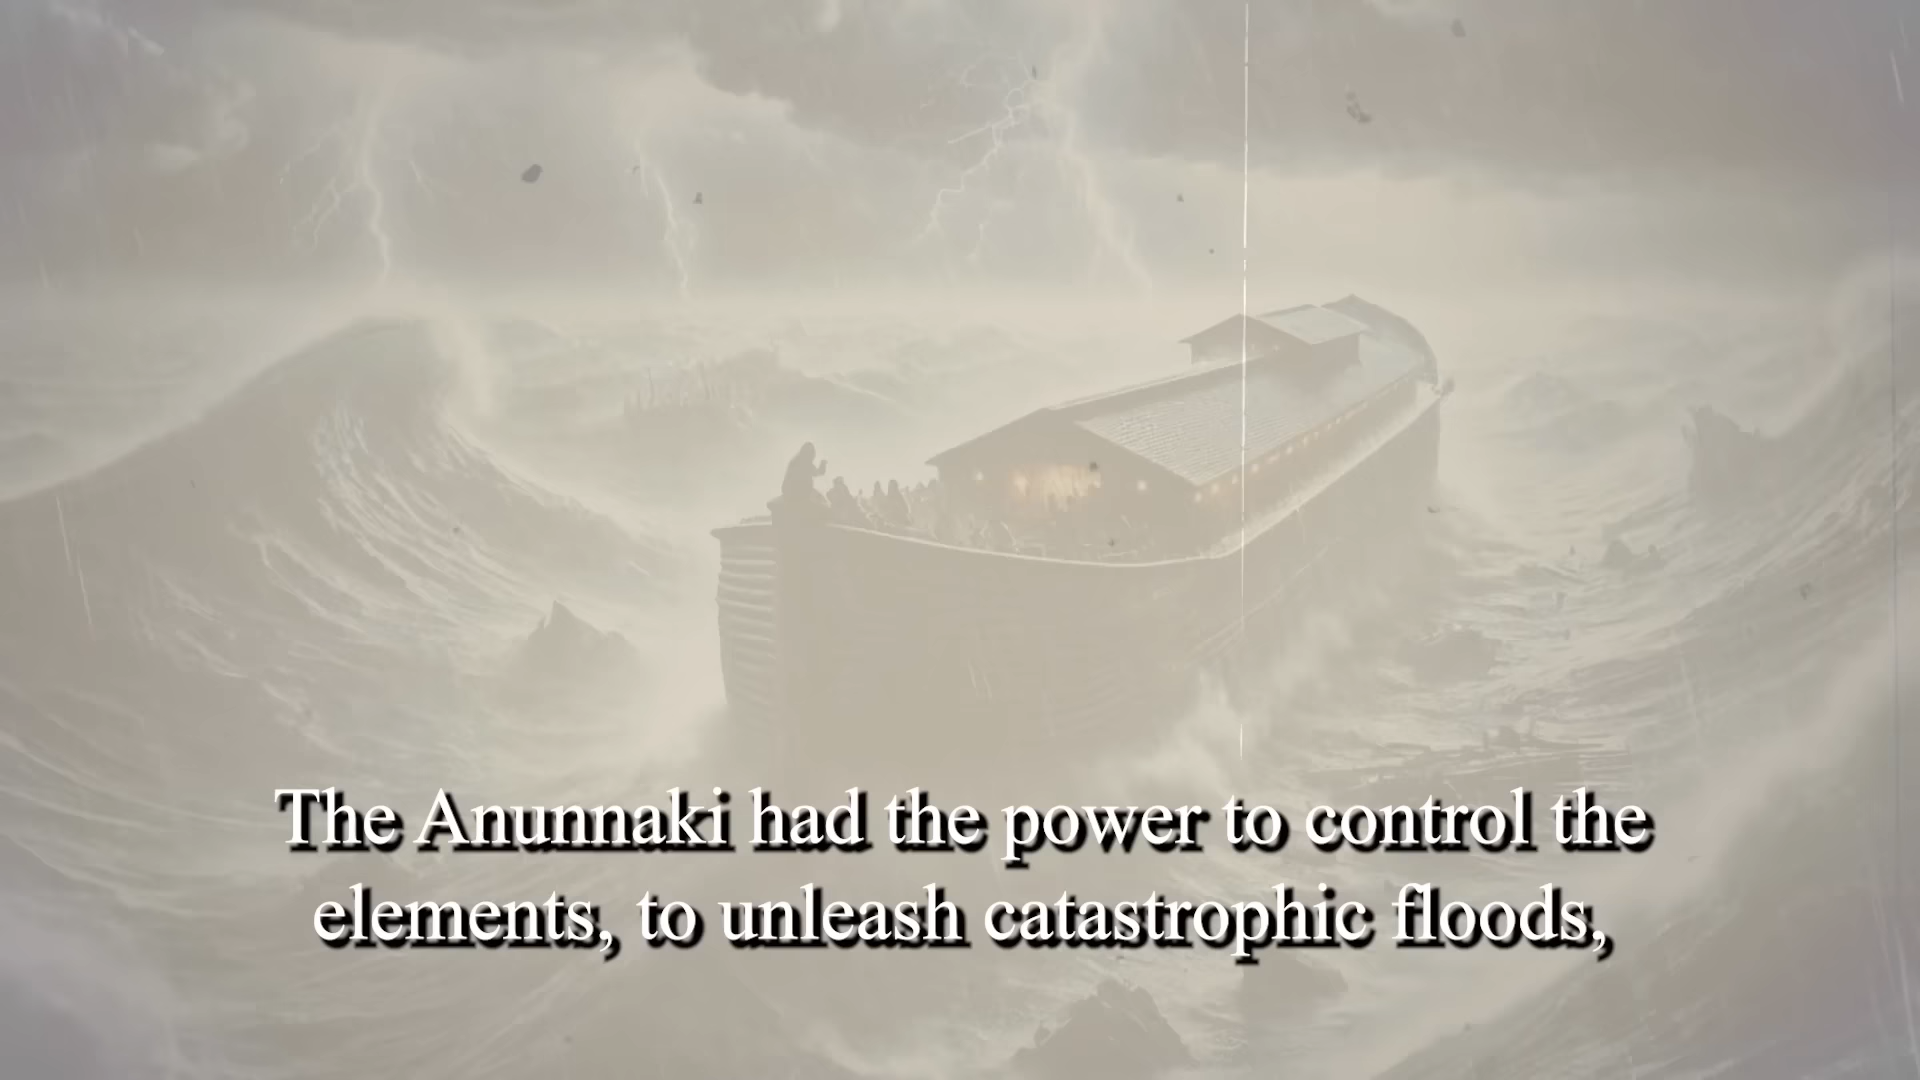 The Anunnaki had the power to control the
elements, to unleash catastrophic floods,